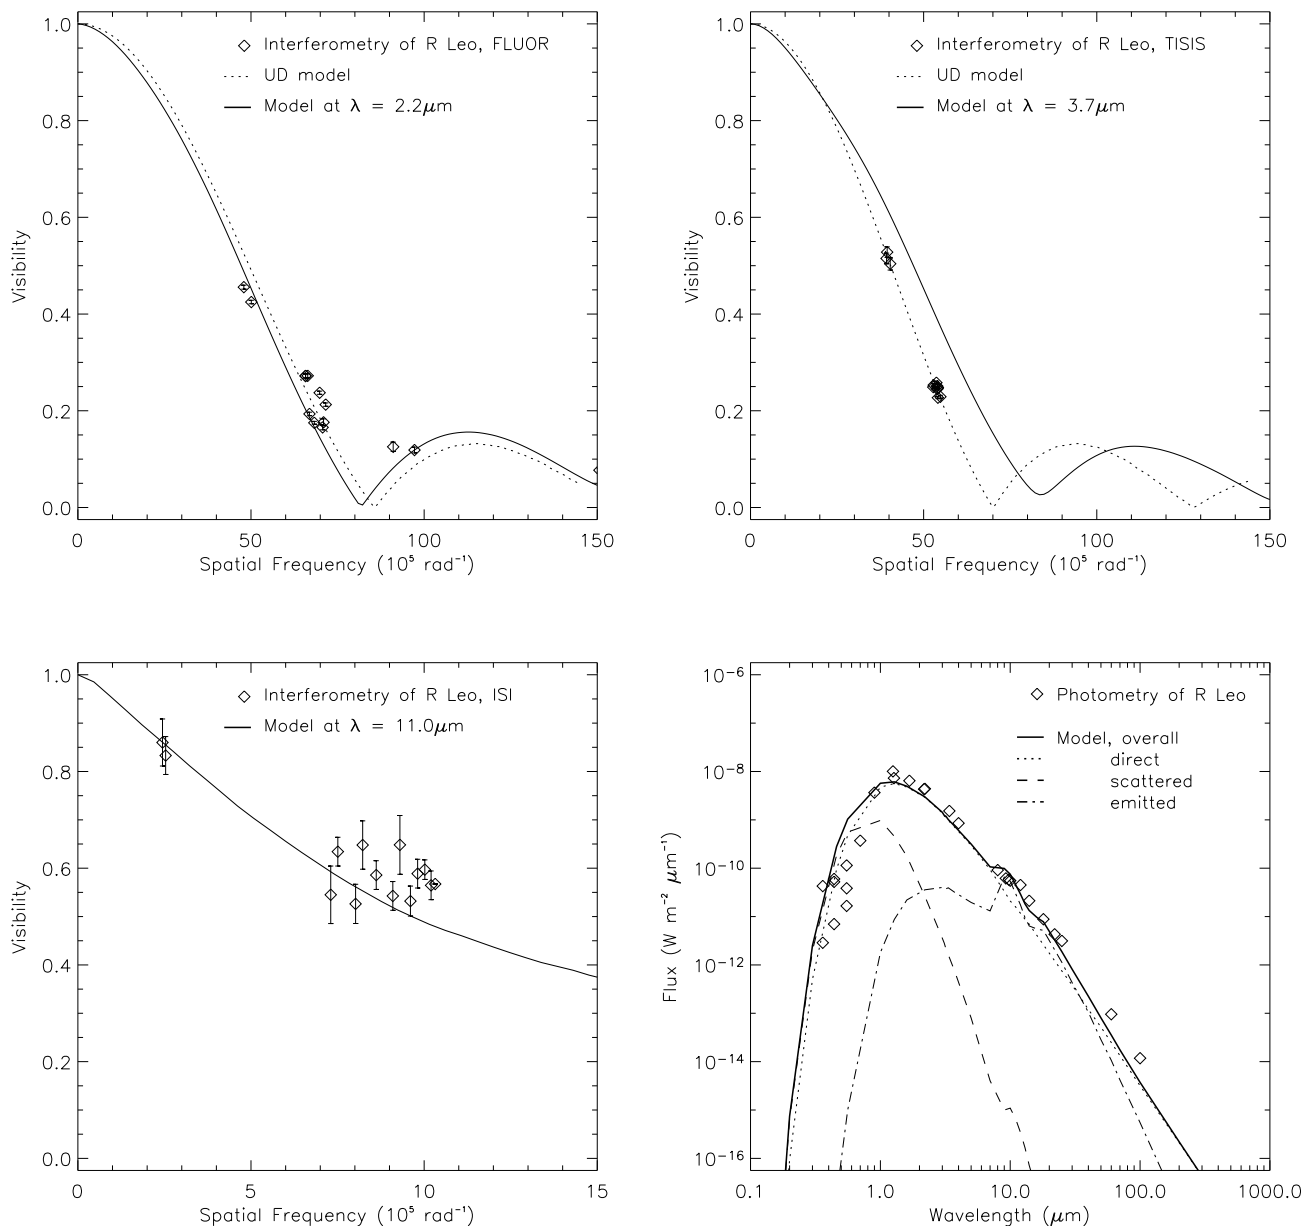 Interferometry of R Leo, FLUOR
UD model
Model at λ = 2.2μm
Visibility
1.0
0.8
0.6
0.4
0.2
0.0
0 50 100 150
Spatial Frequency (10⁵ rad⁻¹)
Interferometry of R Leo, TISIS
UD model
Model at λ = 3.7μm
Visibility
1.0
0.8
0.6
0.4
0.2
0.0
0 50 100 150
Spatial Frequency (10⁵ rad⁻¹)
Interferometry of R Leo, ISI
Model at λ = 11.0μm
Visibility
1.0
0.8
0.6
0.4
0.2
0.0
0 5 10 15
Spatial Frequency (10⁵ rad⁻¹)
Photometry of R Leo
Model, overall
direct
scattered
emitted
Flux (W m⁻² μm⁻¹)
10⁻⁶
10⁻⁸
10⁻¹⁰
10⁻¹²
10⁻¹⁴
10⁻¹⁶
0.1 1.0 10.0 100.0 1000.0
Wavelength (μm)